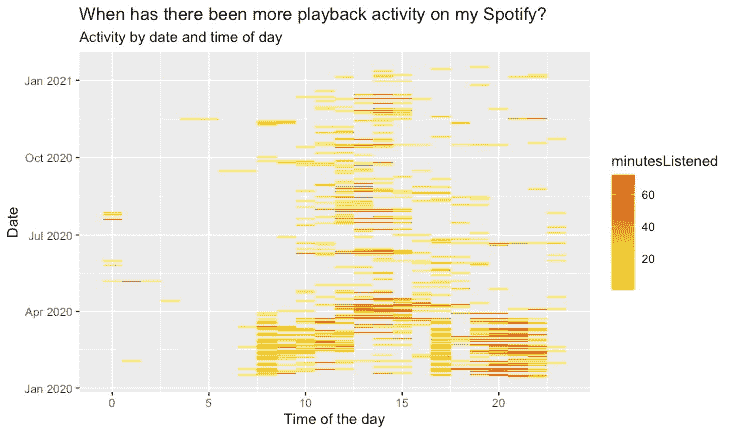 When has there been more playback activity on my Spotify?
Activity by date and time of day
Jan 2021
Oct 2020
Jul 2020
Apr 2020
Jan 2020
Date
0 5 10 15 20
Time of the day
minutesListened
60
40
20